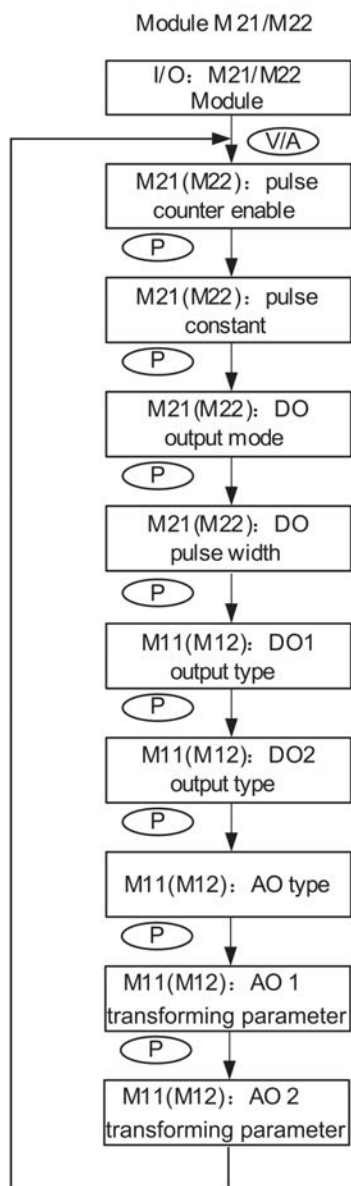 Module M21/M22
I/O: M21/M22
Module
V/A
M21(M22): pulse
counter enable
P
M21(M22): pulse
constant
P
M21(M22): DO
output mode
P
M21(M22): DO
pulse width
P
M11(M12): DO1
output type
P
M11(M12): DO2
output type
P
M11(M12): AO type
P
M11(M12): AO 1
transforming parameter
P
M11(M12): AO 2
transforming parameter